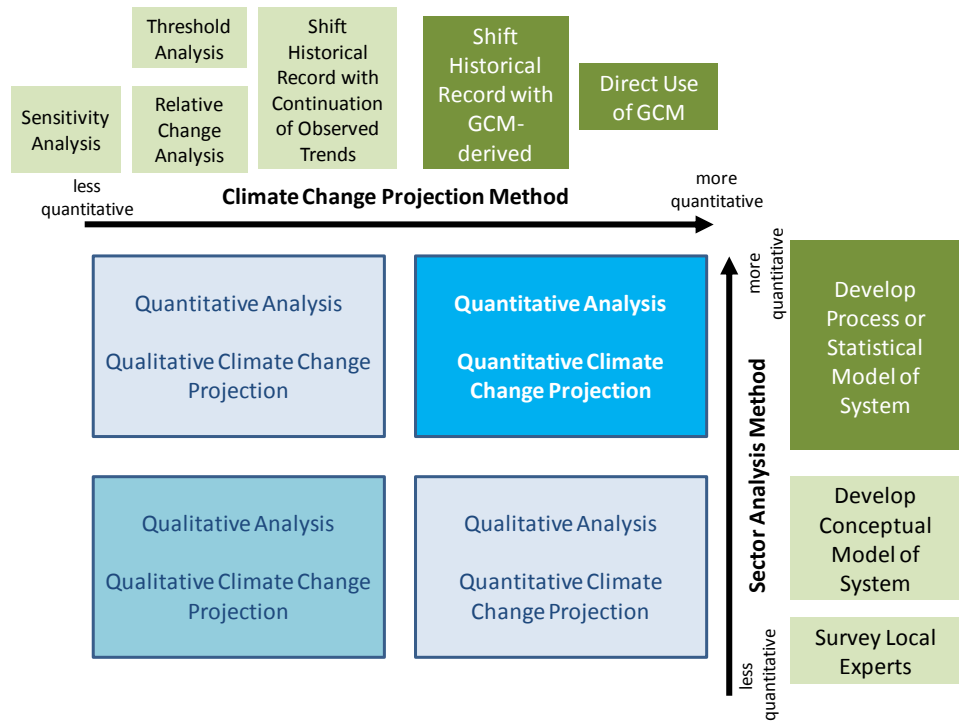 Threshold
Analysis
Shift
Historical
Record with
Continuation
of Observed
Trends
Shift
Historical
Record with
GCM-
derived
Direct Use
of GCM
Sensitivity
Analysis
Relative
Change
Analysis
less
quantitative
Climate Change Projection Method
more
quantitative
Quantitative Analysis
Qualitative Climate Change
Projection
Quantitative Analysis
Quantitative Climate
Change Projection
Qualitative Analysis
Qualitative Climate Change
Projection
Qualitative Analysis
Quantitative Climate
Change Projection
more
quantitative
Sector Analysis Method
less
quantitative
Develop
Process or
Statistical
Model of
System
Develop
Conceptual
Model of
System
Survey Local
Experts